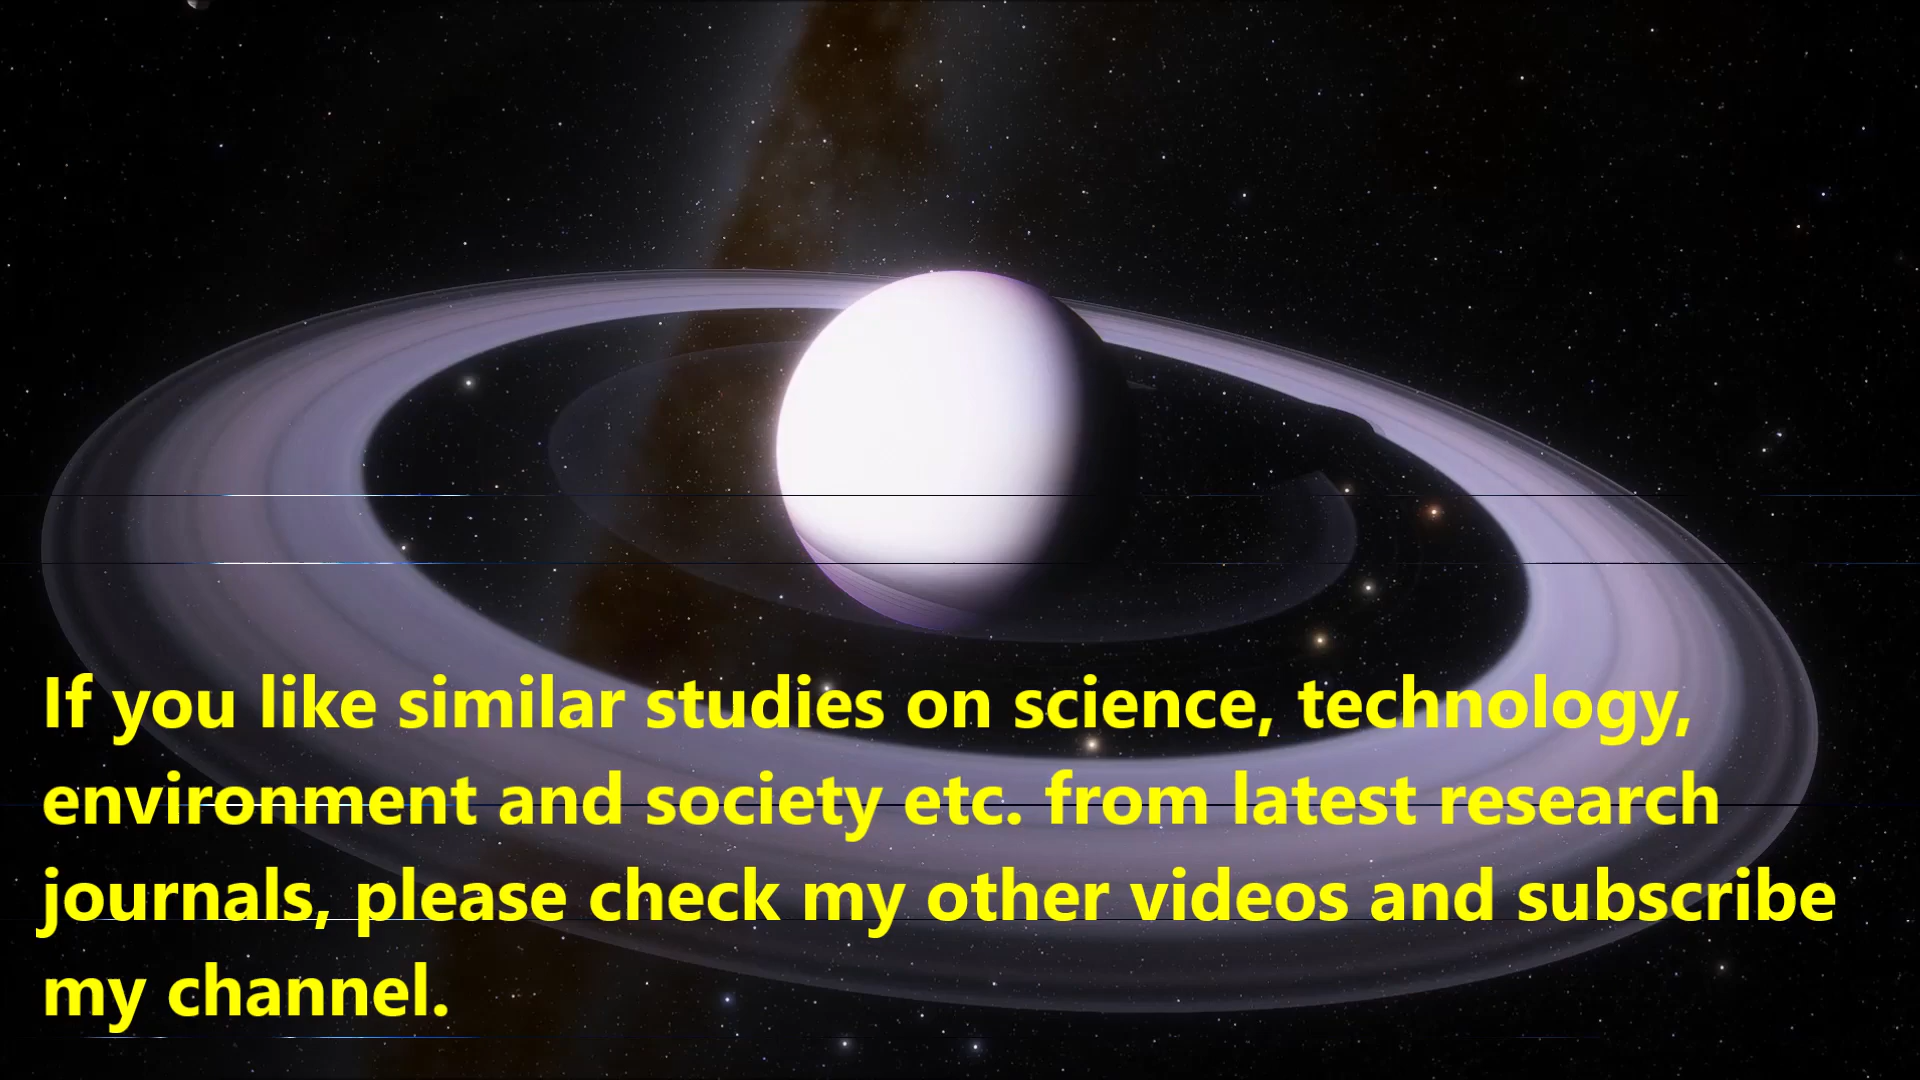 If you like similar studies on science, technology,
environment and society etc. from latest research
journals, please check my other videos and subscribe
my channel.